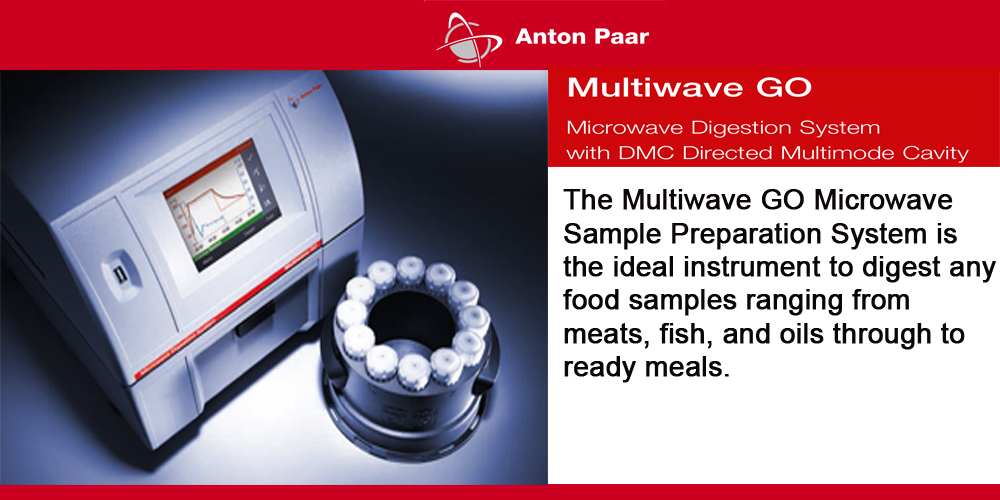 Anton Paar
Multiwave GO
Microwave Digestion System
with DMC Directed Multimode Cavity
The Multiwave GO Microwave
Sample Preparation System is
the ideal instrument to digest any
food samples ranging from
meats, fish, and oils through to
ready meals.